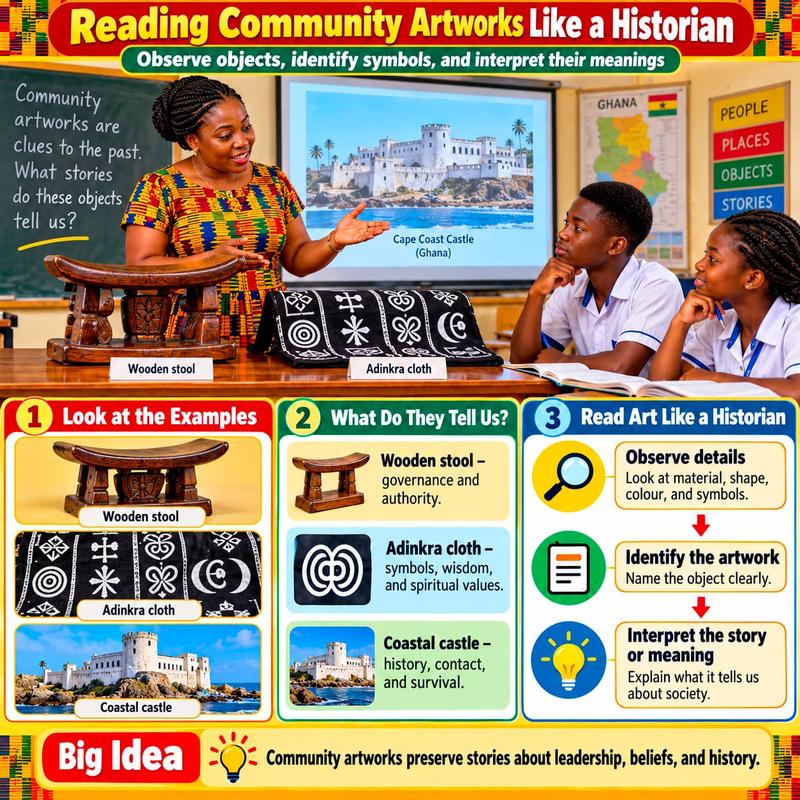 Reading Community Artworks Like a Historian
Observe objects, identify symbols, and interpret their meanings
Community
artworks are
clues to the past.
What stories
do these objects
tell us?
Cape Coast Castle
(Ghana)
GHANA
PEOPLE
PLACES
OBJECTS
STORIES
Wooden stool
Adinkra cloth
1 Look at the Examples
Wooden stool
Adinkra cloth
Coastal castle
2 What Do They Tell Us?
Wooden stool –
governance and
authority.
Adinkra cloth –
symbols, wisdom,
and spiritual values.
Coastal castle –
history, contact,
and survival.
3 Read Art Like a Historian
Observe details
Look at material, shape,
colour, and symbols.
Identify the artwork
Name the object clearly.
Interpret the story
or meaning
Explain what it tells us
about society.
Big Idea
Community artworks preserve stories about leadership, beliefs, and history.